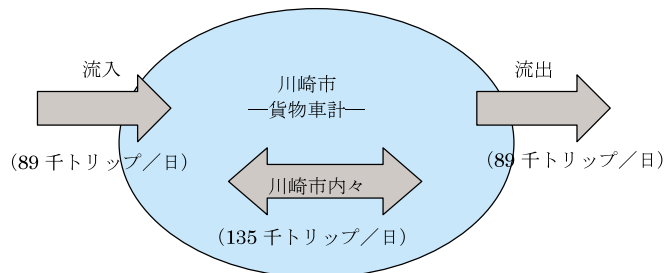 流入
流出
川崎市
―貨物車計―
（89 千トリップ／日）
（89 千トリップ／日）
川崎市内々
（135 千トリップ／日）